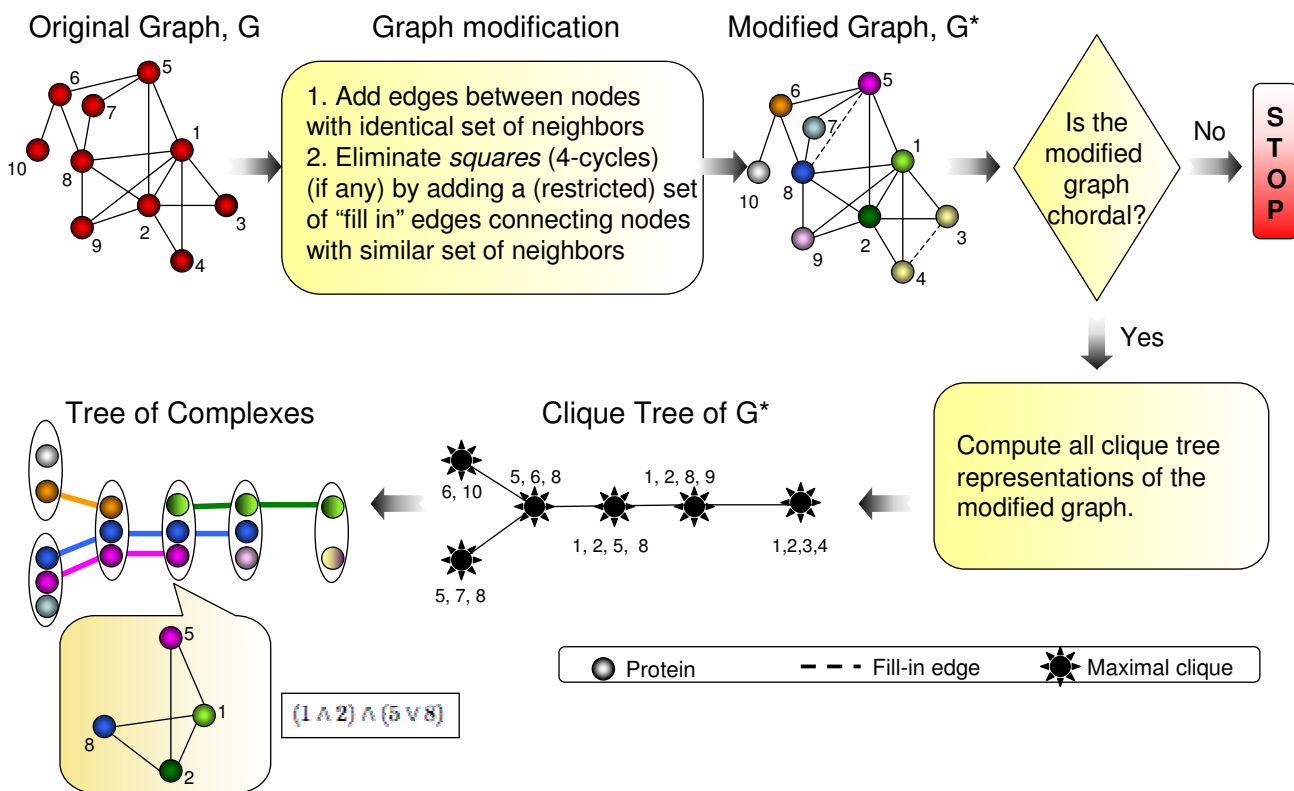 Original Graph, G
Graph modification
Modified Graph, G*
5
6
7
1
10
8
9
2
3
4
1. Add edges between nodes
with identical set of neighbors
2. Eliminate squares (4-cycles)
(if any) by adding a (restricted) set
of “fill in” edges connecting nodes
with similar set of neighbors
5
6
7
1
8
10
9
2
3
4
Is the
modified
graph
chordal?
No
S
T
O
P
Yes
Compute all clique tree
representations of the
modified graph.
Clique Tree of G*
6, 10
5, 6, 8
1, 2, 8, 9
1, 2, 5, 8
1,2,3,4
5, 7, 8
Tree of Complexes
5
1
8
2
(1 ∧ 2) ∧ (5 ∨ 8)
Protein
Fill-in edge
Maximal clique